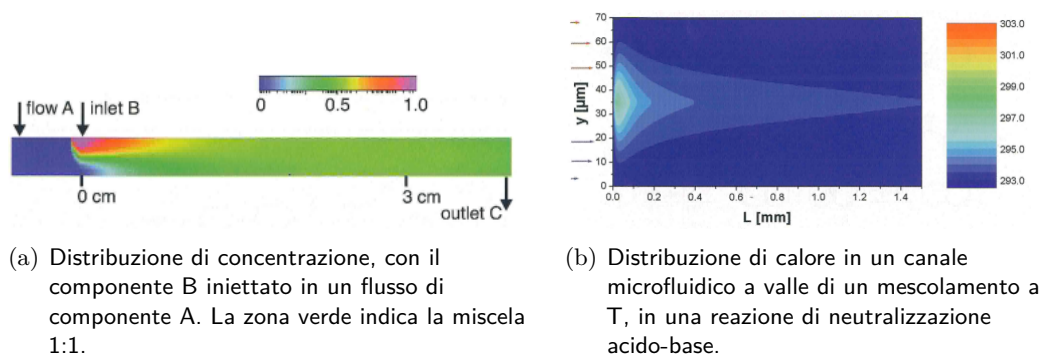 flow A
inlet B
0 0.5 1.0
0 cm
3 cm
outlet C
(a) Distribuzione di concentrazione, con il
componente B iniettato in un flusso di
componente A. La zona verde indica la miscela
1:1.
y [µm]
70
60
50
40
30
20
10
0
0.0 0.2 0.4 0.6 0.8 1.0 1.2 1.4
L [mm]
303.0
301.0
299.0
297.0
295.0
293.0
(b) Distribuzione di calore in un canale
microfluidico a valle di un mescolamento a
T, in una reazione di neutralizzazione
acido-base.